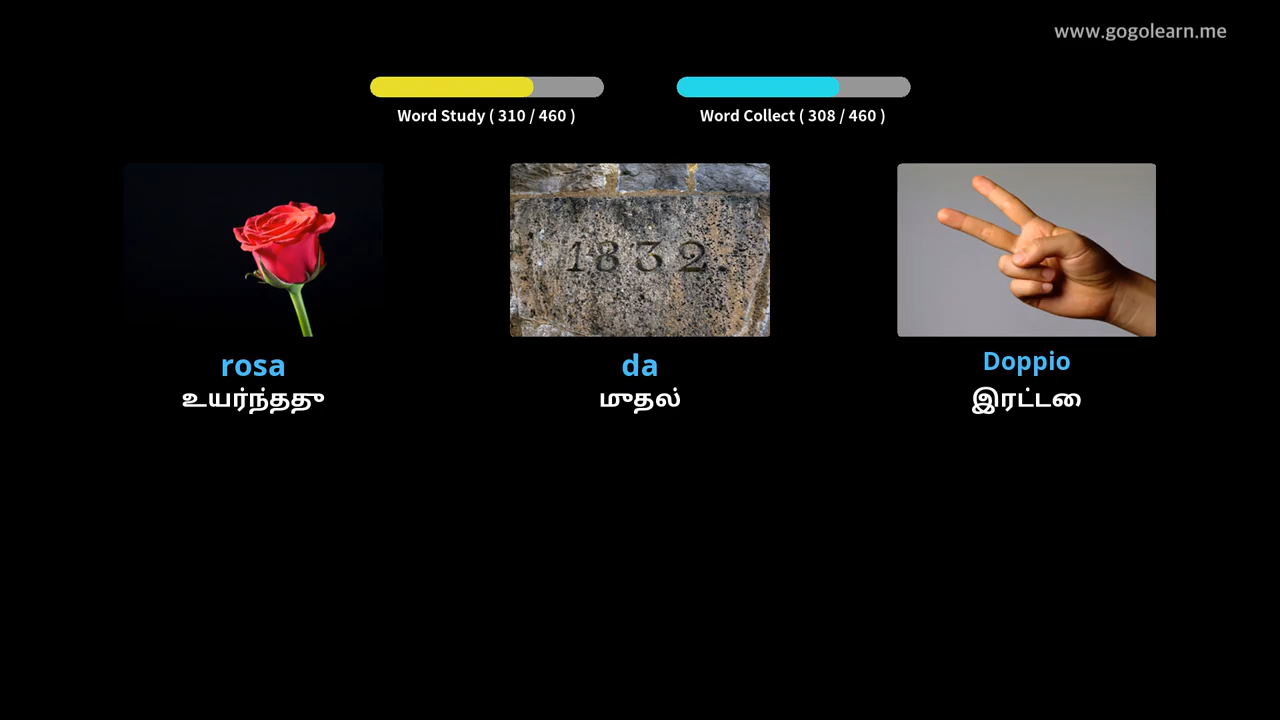 www.gogolearn.me
Word Study ( 310 / 460 )
Word Collect ( 308 / 460 )
1832.
rosa
da
Doppio
உயர்ந்தது
முதல்
இரட்டை